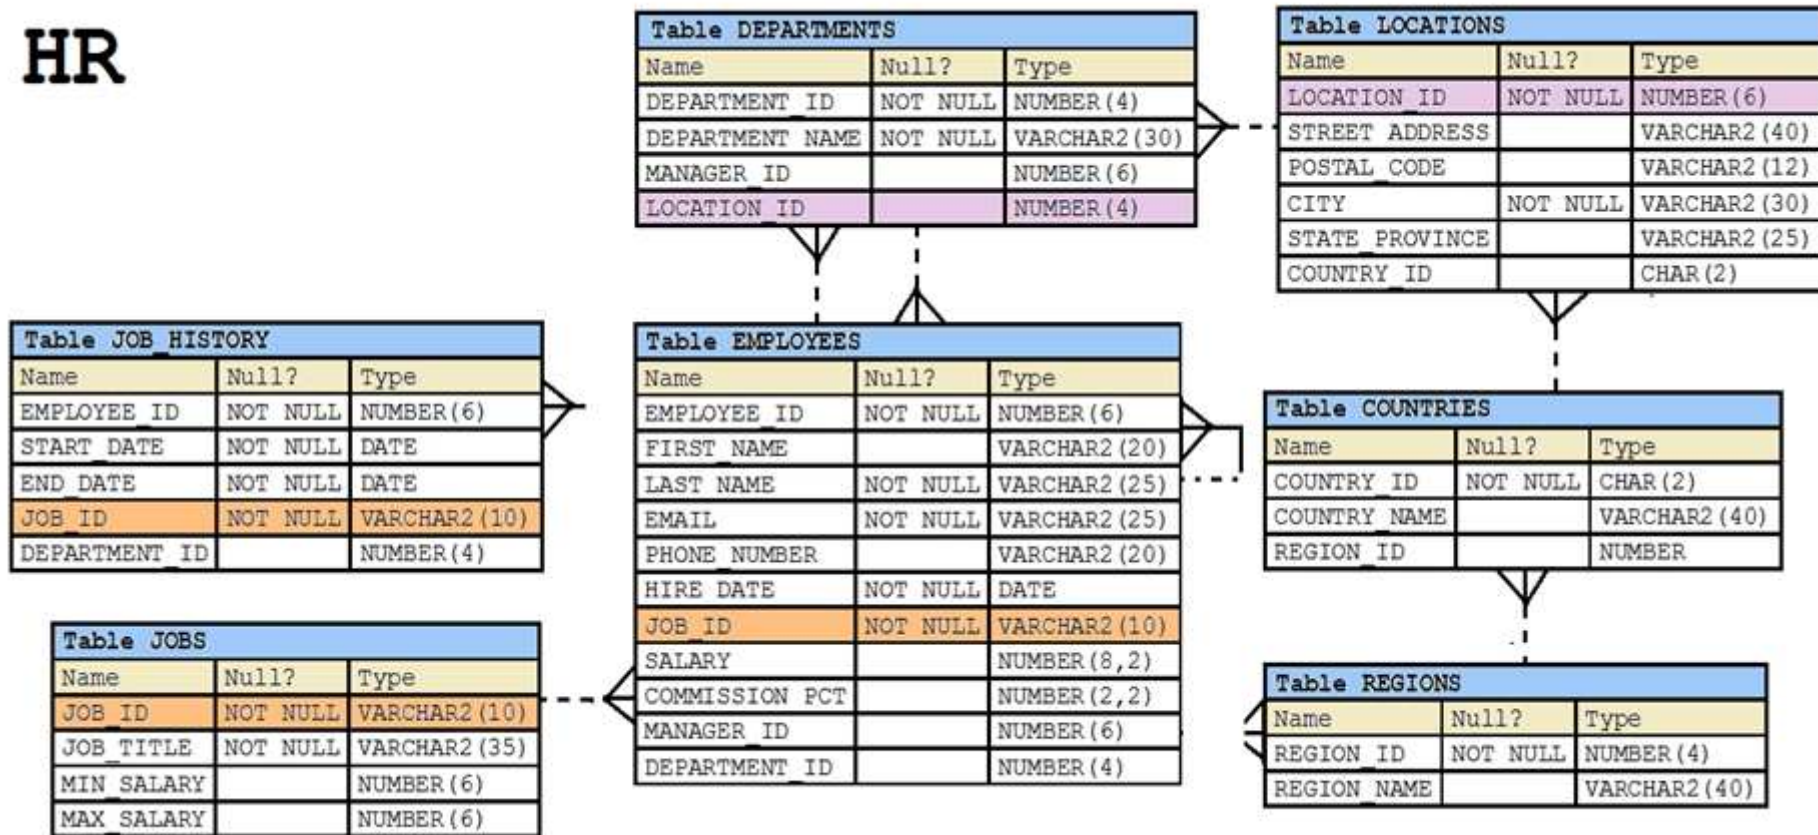 HR
Table DEPARTMENTS
Name Null? Type
DEPARTMENT_ID NOT NULL NUMBER(4)
DEPARTMENT_NAME NOT NULL VARCHAR2(30)
MANAGER_ID NUMBER(6)
LOCATION_ID NUMBER(4)
Table LOCATIONS
Name Null? Type
LOCATION_ID NOT NULL NUMBER(6)
STREET_ADDRESS VARCHAR2(40)
POSTAL_CODE VARCHAR2(12)
CITY NOT NULL VARCHAR2(30)
STATE_PROVINCE VARCHAR2(25)
COUNTRY_ID CHAR(2)
Table JOB_HISTORY
Name Null? Type
EMPLOYEE_ID NOT NULL NUMBER(6)
START_DATE NOT NULL DATE
END_DATE NOT NULL DATE
JOB_ID NOT NULL VARCHAR2(10)
DEPARTMENT_ID NUMBER(4)
Table EMPLOYEES
Name Null? Type
EMPLOYEE_ID NOT NULL NUMBER(6)
FIRST_NAME VARCHAR2(20)
LAST_NAME NOT NULL VARCHAR2(25)
EMAIL NOT NULL VARCHAR2(25)
PHONE_NUMBER VARCHAR2(20)
HIRE_DATE NOT NULL DATE
JOB_ID NOT NULL VARCHAR2(10)
SALARY NUMBER(8,2)
COMMISSION_PCT NUMBER(2,2)
MANAGER_ID NUMBER(6)
DEPARTMENT_ID NUMBER(4)
Table COUNTRIES
Name Null? Type
COUNTRY_ID NOT NULL CHAR(2)
COUNTRY_NAME VARCHAR2(40)
REGION_ID NUMBER
Table JOBS
Name Null? Type
JOB_ID NOT NULL VARCHAR2(10)
JOB_TITLE NOT NULL VARCHAR2(35)
MIN_SALARY NUMBER(6)
MAX_SALARY NUMBER(6)
Table REGIONS
Name Null? Type
REGION_ID NOT NULL NUMBER(4)
REGION_NAME VARCHAR2(40)